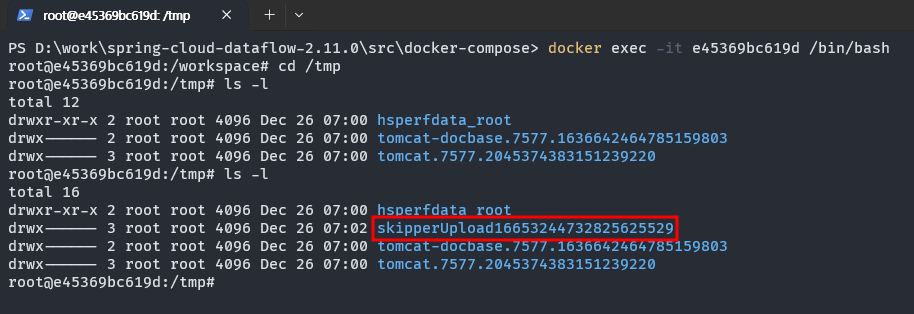 root@e45369bc619d: /tmp
PS D:\work\spring-cloud-dataflow-2.11.0\src\docker-compose> docker exec -it e45369bc619d /bin/bash
root@e45369bc619d:/workspace# cd /tmp
root@e45369bc619d:/tmp# ls -l
total 12
drwxr-xr-x 2 root root 4096 Dec 26 07:00 hsperfdata_root
drwx------ 2 root root 4096 Dec 26 07:00 tomcat-docbase.7577.1636642464785159803
drwx------ 3 root root 4096 Dec 26 07:00 tomcat.7577.2045374383151239220
root@e45369bc619d:/tmp# ls -l
total 16
drwxr-xr-x 2 root root 4096 Dec 26 07:00 hsperfdata_root
drwx------ 3 root root 4096 Dec 26 07:02 skipperUpload16653244732825625529
drwx------ 2 root root 4096 Dec 26 07:00 tomcat-docbase.7577.1636642464785159803
drwx------ 3 root root 4096 Dec 26 07:00 tomcat.7577.2045374383151239220
root@e45369bc619d:/tmp#